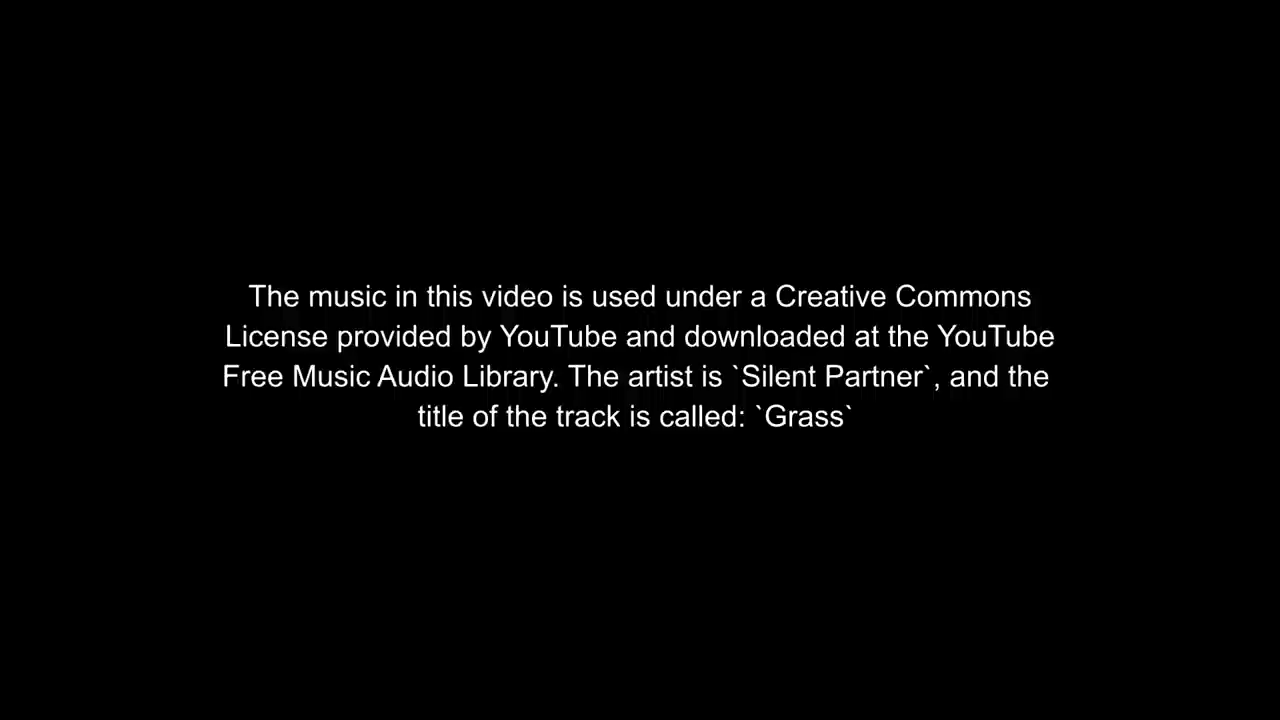 The music in this video is used under a Creative Commons
License provided by YouTube and downloaded at the YouTube
Free Music Audio Library. The artist is `Silent Partner`, and the
title of the track is called: `Grass`